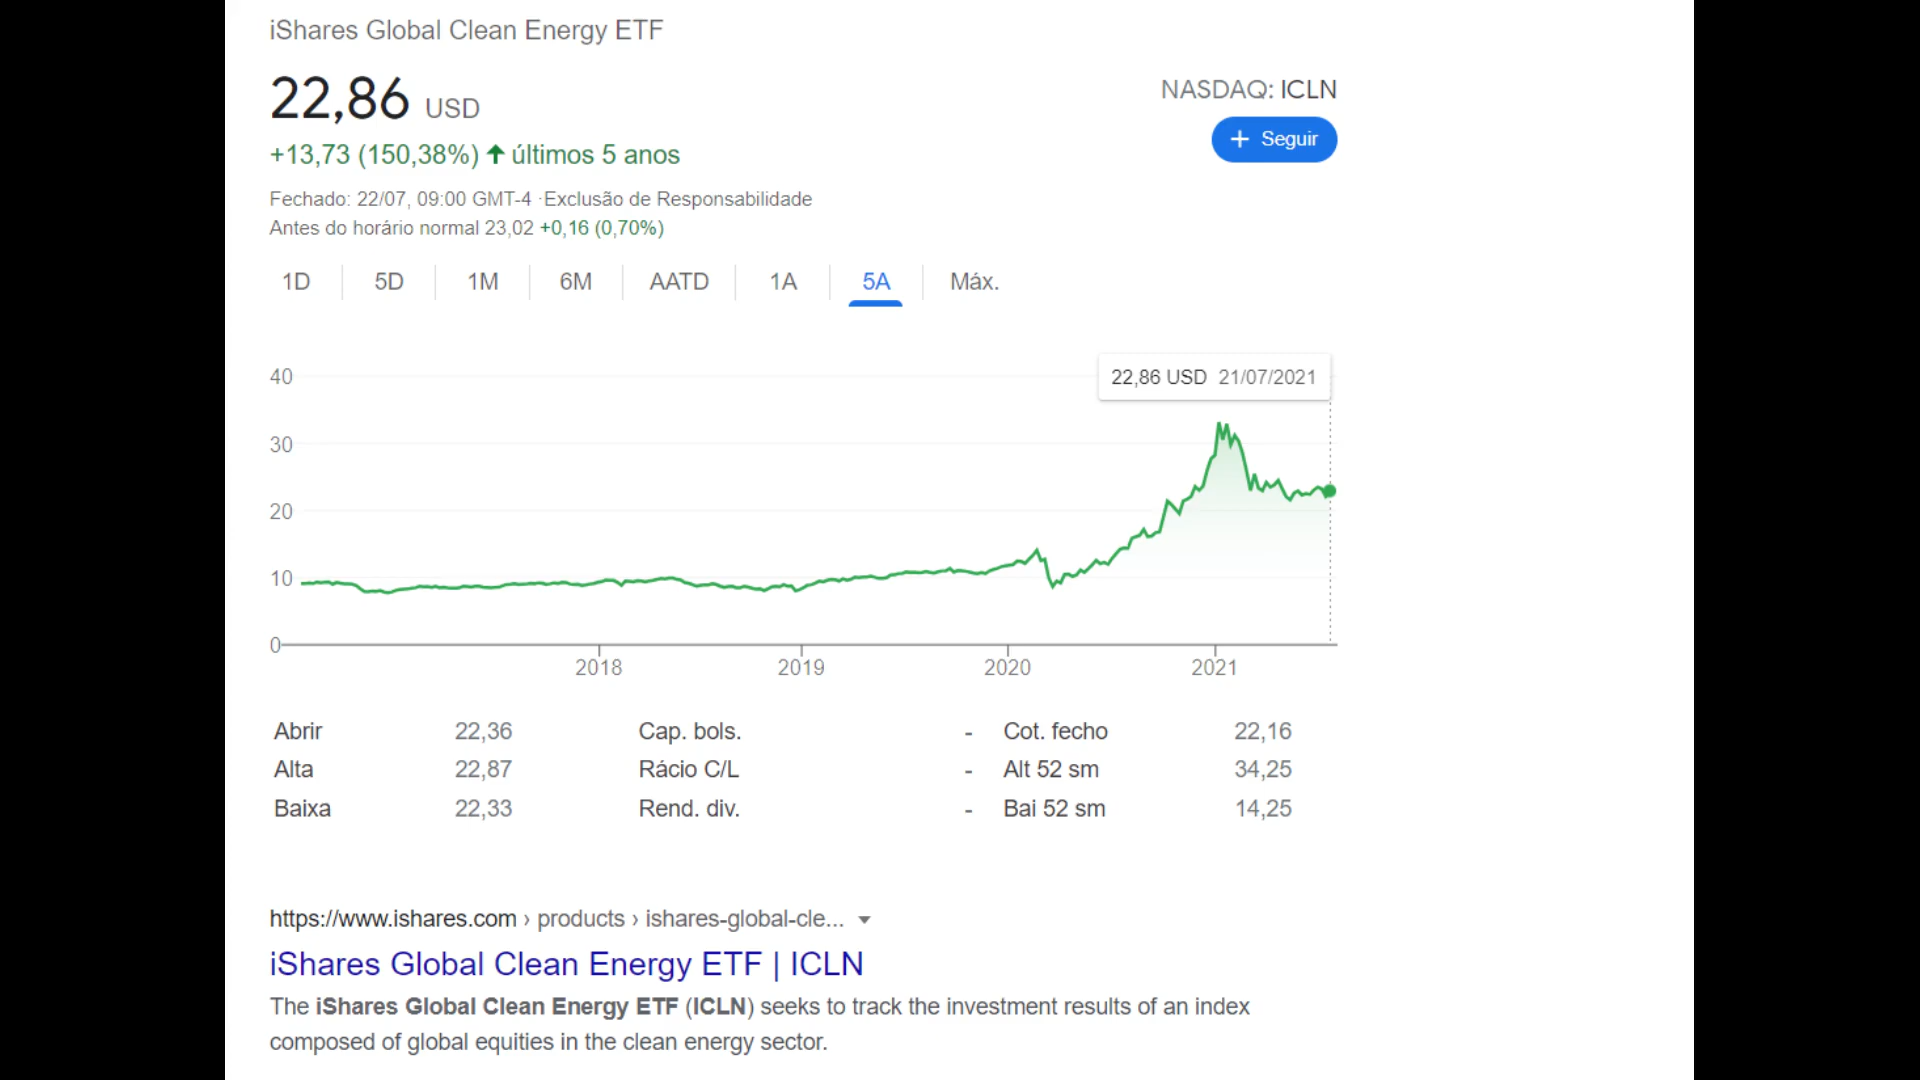 iShares Global Clean Energy ETF
22,86 USD
NASDAQ: ICLN
+ Seguir
+13,73 (150,38%) ↑ últimos 5 anos
Fechado: 22/07, 09:00 GMT-4 ·Exclusão de Responsabilidade
Antes do horário normal 23,02 +0,16 (0,70%)
1D 5D 1M 6M AATD 1A 5A Máx.
22,86 USD 21/07/2021
40
30
20
10
0
2018 2019 2020 2021
Abrir 22,36 Cap. bols. - Cot. fecho 22,16
Alta 22,87 Rácio C/L - Alt 52 sm 34,25
Baixa 22,33 Rend. div. - Bai 52 sm 14,25
https://www.ishares.com › products › ishares-global-cle...
iShares Global Clean Energy ETF | ICLN
The iShares Global Clean Energy ETF (ICLN) seeks to track the investment results of an index
composed of global equities in the clean energy sector.